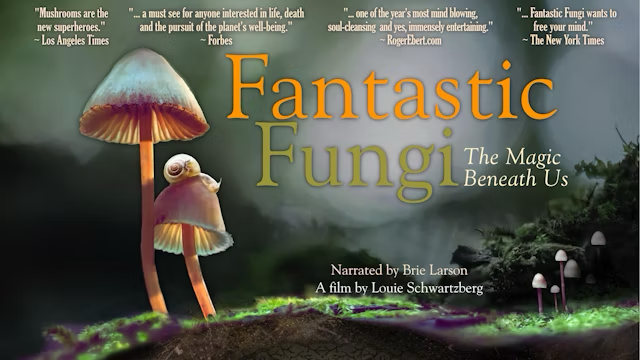 "Mushrooms are the
new superheroes."
~ Los Angeles Times
"... a must see for anyone interested in life, death
and the pursuit of the planet's well-being."
~ Forbes
"... one of the year's most mind blowing,
soul-cleansing and yes, immensely entertaining."
~ RogerEbert.com
"... Fantastic Fungi wants to
free your mind."
~ The New York Times
Fantastic
Fungi
The Magic
Beneath Us
Narrated by Brie Larson
A film by Louie Schwartzberg